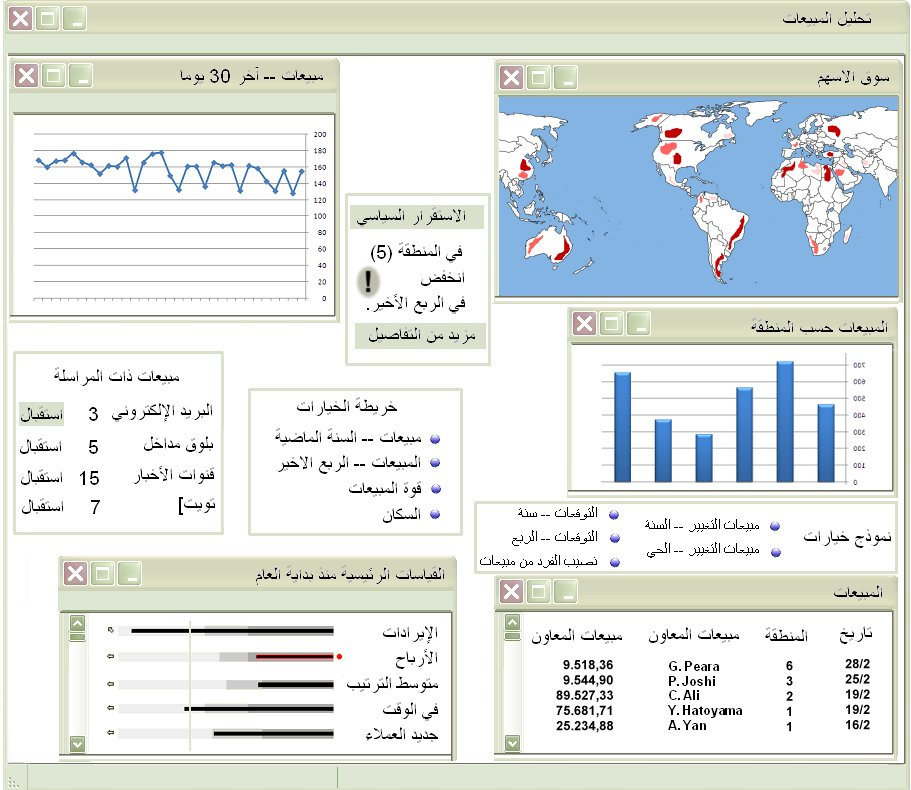 تحليل المبيعات
سوق الاسهم
مبيعات -- آخر 30 يوما
200
180
160
140
120
100
80
60
40
20
0
الاستقرار السياسي
في المنطقة (5)
انخفض
!
في الربع الأخير.
مزيد من التفاصيل
المبيعات حسب المنطقة
700
600
500
400
300
200
100
0
مبيعات ذات المراسلة
البريد الإلكتروني 3 استقبال
بلوق مداخل 5 استقبال
قنوات الأخبار 15 استقبال
تويت] 7 استقبال
خريطة الخيارات
مبيعات -- السنة الماضية
المبيعات -- الربع الاخير
قوة المبيعات
السكان
نموذج خيارات
مبيعات التغيير -- السنة
مبيعات التغيير -- الحي
التوقعات -- سنة
التوقعات -- الربع
نصيب الفرد من مبيعات
القياسات الرئيسية منذ بداية العام
الإيرادات
الأرباح
متوسط الترتيب
في الوقت
جديد العملاء
المبيعات
تاريخ المنطقة مبيعات المعاون مبيعات المعاون
28/2 6 G. Peara 9.518,36
25/2 3 P. Joshi 9.544,90
19/2 2 C. Ali 89.527,33
19/2 1 Y. Hatoyama 75.681,71
16/2 1 A. Yan 25.234,88